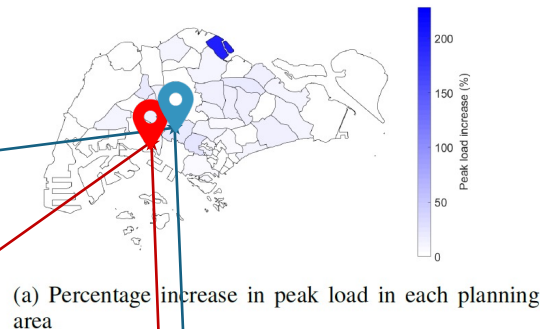 200
150
100
50
0
Peak load increase (%)
(a) Percentage increase in peak load in each planning
area